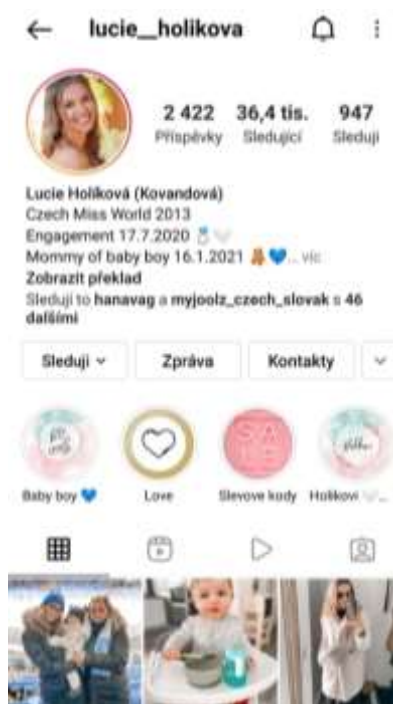 lucie__holikova
2 422 36,4 tis. 947
Příspěvky Sledující Sleduji
Lucie Holíková (Kovandová)
Czech Miss World 2013
Engagement 17.7.2020
Mommy of baby boy 16.1.2021 🧸💙... víc
Zobrazit překlad
Sledují to hanavag a myjoolz_czech_slovak s 46
dalšími
Sleduji Zpráva Kontakty
Baby boy 💙 Love Slevove kody Holíkovi
SALE